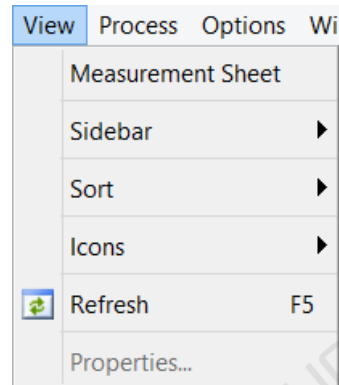 View Process Options Wi
Measurement Sheet
Sidebar
Sort
Icons
Refresh F5
Properties...